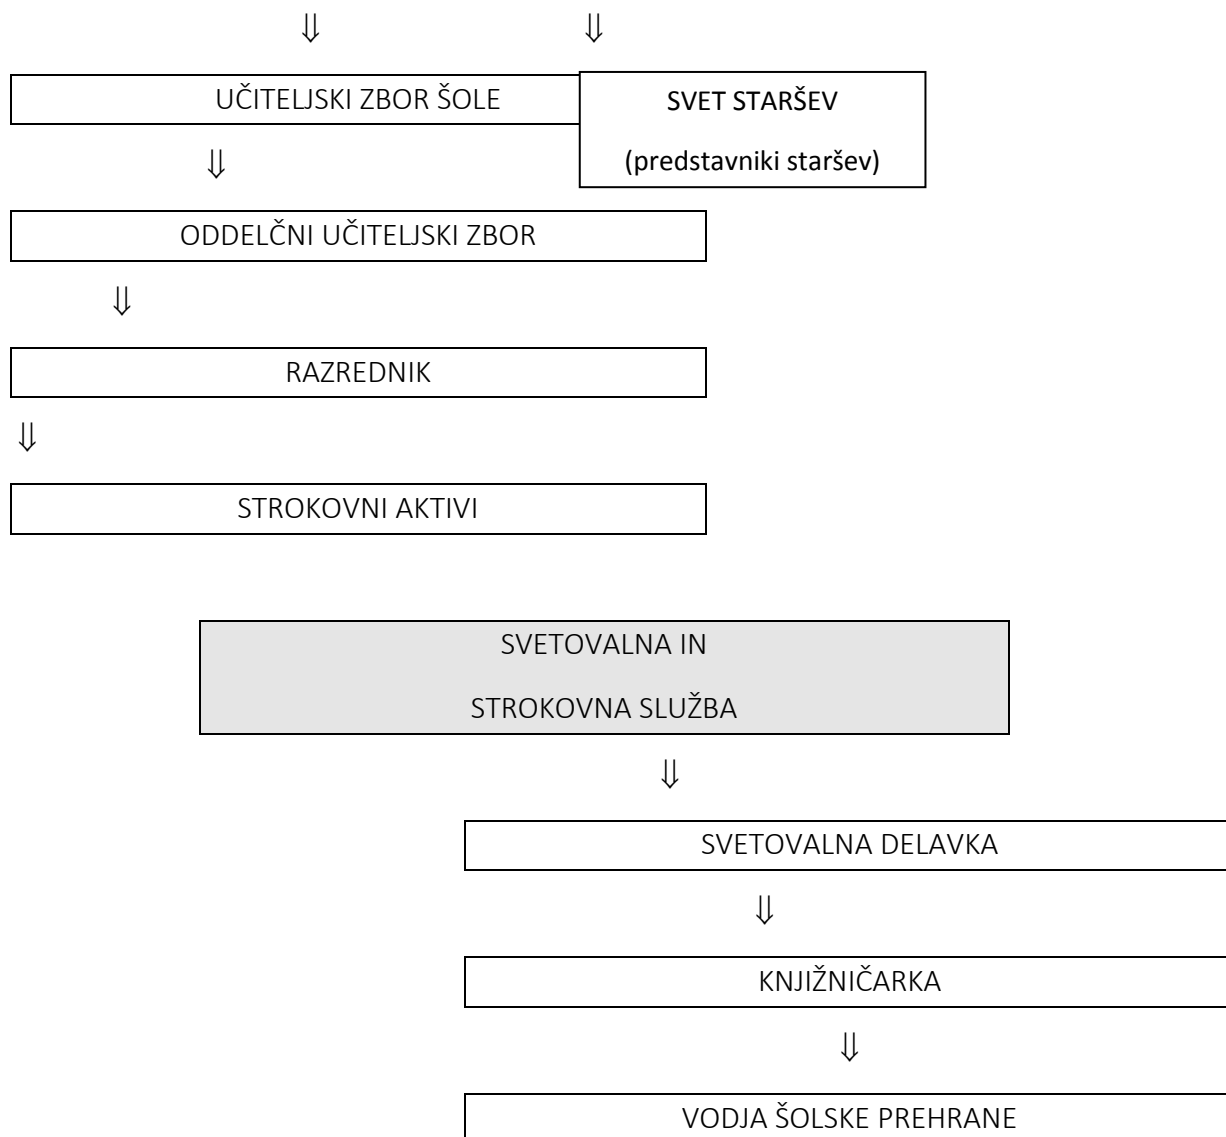 ⇓ ⇓
UČITELJSKI ZBOR ŠOLE
SVET STARŠEV
(predstavniki staršev)
⇓
ODDELČNI UČITELJSKI ZBOR
⇓
RAZREDNIK
⇓
STROKOVNI AKTIVI
SVETOVALNA IN
STROKOVNA SLUŽBA
⇓
SVETOVALNA DELAVKA
⇓
KNJIŽNIČARKA
⇓
VODJA ŠOLSKE PREHRANE